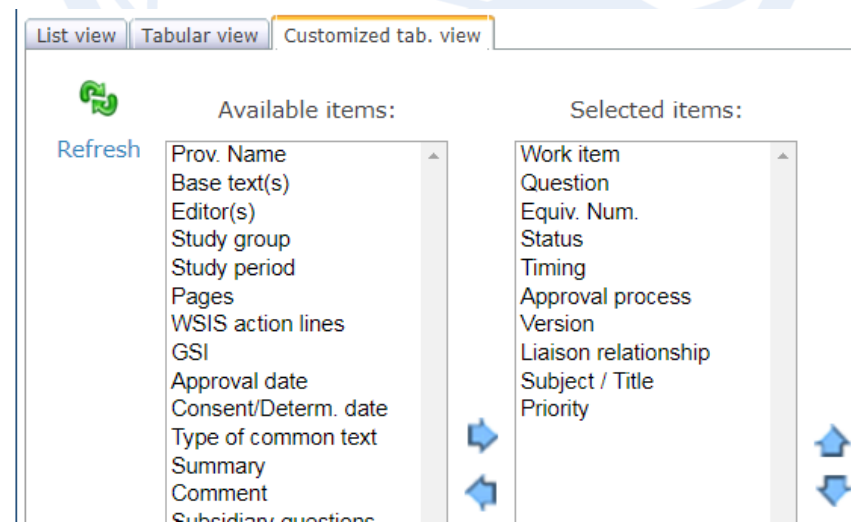 List view
Tabular view
Customized tab. view
Available items:
Selected items:
Refresh
Prov. Name
Base text(s)
Editor(s)
Study group
Study period
Pages
WSIS action lines
GSI
Approval date
Consent/Determ. date
Type of common text
Summary
Comment
Subsidiary questions
Work item
Question
Equiv. Num.
Status
Timing
Approval process
Version
Liaison relationship
Subject / Title
Priority